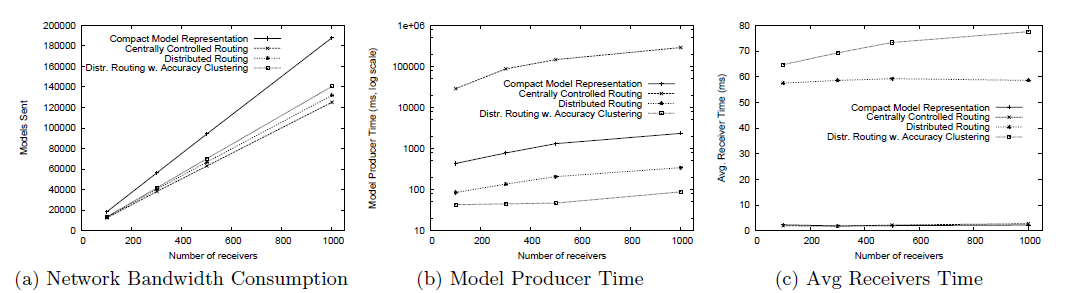 200000
180000
160000
140000
120000
100000
80000
60000
40000
20000
0
Models Sent
Compact Model Representation
Centrally Controlled Routing
Distributed Routing
Distr. Routing w. Accuracy Clustering
0 200 400 600 800 1000
Number of receivers
(a) Network Bandwidth Consumption
1e+06
100000
10000
1000
100
10
Model Producer Time (ms, log scale)
Compact Model Representation
Centrally Controlled Routing
Distributed Routing
Distr. Routing w. Accuracy Clustering
0 200 400 600 800 1000
Number of receivers
(b) Model Producer Time
80
70
60
50
40
30
20
10
0
Avg. Receiver Time (ms)
Compact Model Representation
Centrally Controlled Routing
Distributed Routing
Distr. Routing w. Accuracy Clustering
0 200 400 600 800 1000
Number of receivers
(c) Avg Receivers Time